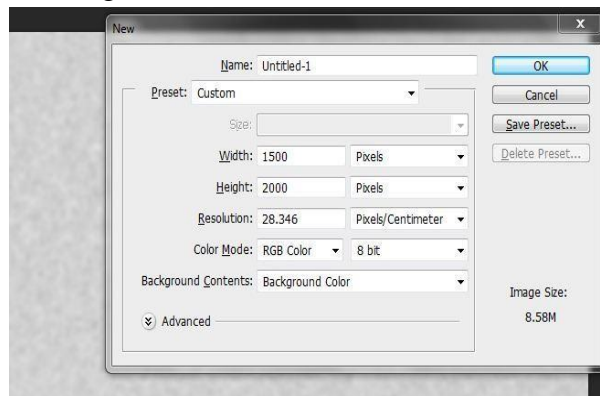 New
x
Name: Untitled-1
OK
Preset: Custom
Cancel
Size:
Save Preset...
Width: 1500 Pixels
Delete Preset...
Height: 2000 Pixels
Resolution: 28.346 Pixels/Centimeter
Color Mode: RGB Color 8 bit
Background Contents: Background Color
Image Size:
8.58M
Advanced